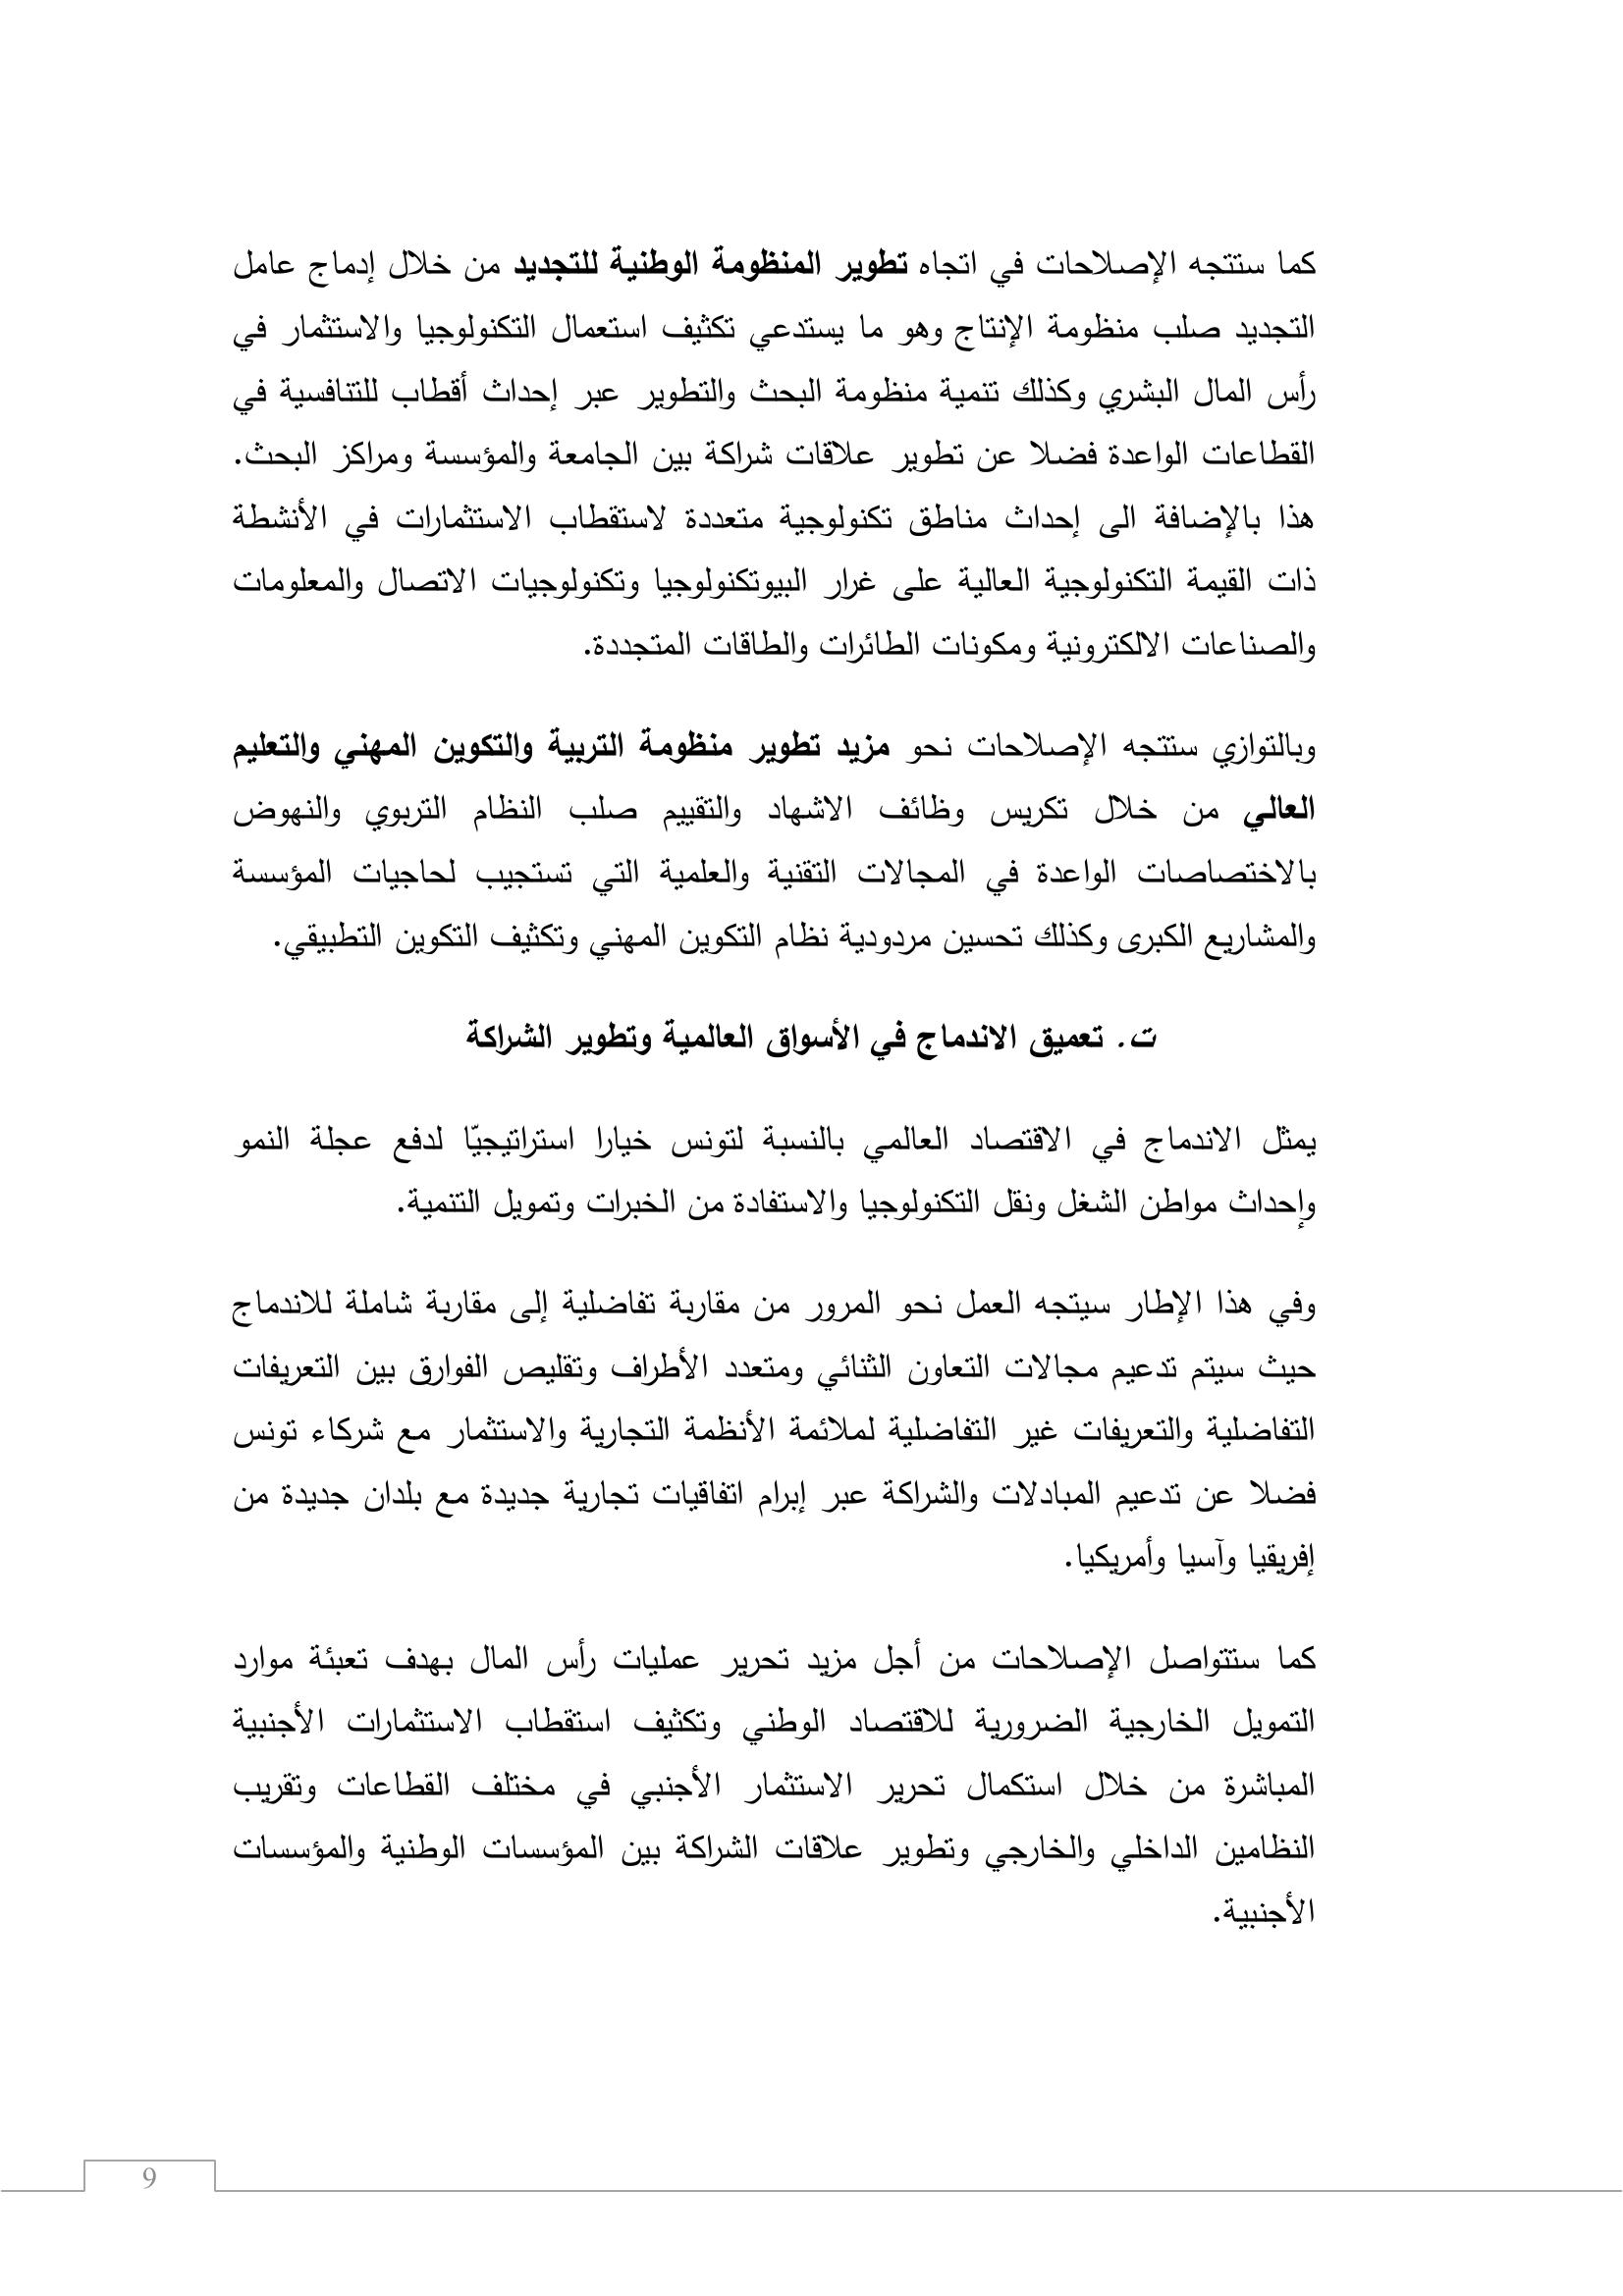 كما ستتجه الإصلاحات في اتجاه تطوير المنظومة الوطنية للتجديد من خلال إدماج عامل
التجديد صلب منظومة الإنتاج وهو ما يستدعي تكثيف استعمال التكنولوجيا والاستثمار في
رأس المال البشري وكذلك تنمية منظومة البحث والتطوير عبر إحداث أقطاب للتنافسية في
القطاعات الواعدة فضلا عن تطوير علاقات شراكة بين الجامعة والمؤسسة ومراكز البحث.
هذا بالإضافة الى إحداث مناطق تكنولوجية متعددة لاستقطاب الاستثمارات في الأنشطة
ذات القيمة التكنولوجية العالية على غرار البيوتكنولوجيا وتكنولوجيات الاتصال والمعلومات
والصناعات الالكترونية ومكونات الطائرات والطاقات المتجددة.
وبالتوازي ستتجه الإصلاحات نحو مزيد تطوير منظومة التربية والتكوين المهني والتعليم
العالي من خلال تكريس وظائف الاشهاد والتقييم صلب النظام التربوي والنهوض
بالاختصاصات الواعدة في المجالات التقنية والعلمية التي تستجيب لحاجيات المؤسسة
والمشاريع الكبرى وكذلك تحسين مردودية نظام التكوين المهني وتكثيف التكوين التطبيقي.
ت. تعميق الاندماج في الأسواق العالمية وتطوير الشراكة
يمثل الاندماج في الاقتصاد العالمي بالنسبة لتونس خيارا استراتيجيّا لدفع عجلة النمو
وإحداث مواطن الشغل ونقل التكنولوجيا والاستفادة من الخبرات وتمويل التنمية.
وفي هذا الإطار سيتجه العمل نحو المرور من مقاربة تفاضلية إلى مقاربة شاملة للاندماج
حيث سيتم تدعيم مجالات التعاون الثنائي ومتعدد الأطراف وتقليص الفوارق بين التعريفات
التفاضلية والتعريفات غير التفاضلية لملائمة الأنظمة التجارية والاستثمار مع شركاء تونس
فضلا عن تدعيم المبادلات والشراكة عبر إبرام اتفاقيات تجارية جديدة مع بلدان جديدة من
إفريقيا وآسيا وأمريكيا.
كما ستتواصل الإصلاحات من أجل مزيد تحرير عمليات رأس المال بهدف تعبئة موارد
التمويل الخارجية الضرورية للاقتصاد الوطني وتكثيف استقطاب الاستثمارات الأجنبية
المباشرة من خلال استكمال تحرير الاستثمار الأجنبي في مختلف القطاعات وتقريب
النظامين الداخلي والخارجي وتطوير علاقات الشراكة بين المؤسسات الوطنية والمؤسسات
الأجنبية.
9